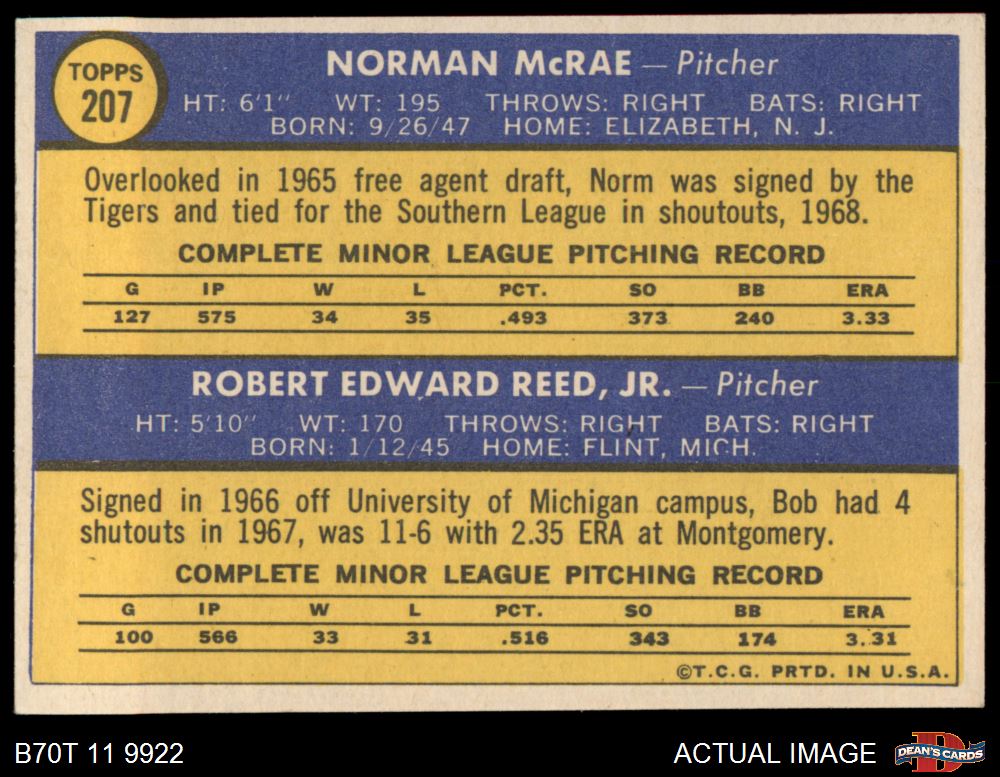 TOPPS
207
NORMAN McRAE — Pitcher
HT: 6'1" WT: 195 THROWS: RIGHT BATS: RIGHT
BORN: 9/26/47 HOME: ELIZABETH, N. J.
Overlooked in 1965 free agent draft, Norm was signed by the
Tigers and tied for the Southern League in shoutouts, 1968.
COMPLETE MINOR LEAGUE PITCHING RECORD
G IP W L PCT. SO BB ERA
127 575 34 35 .493 373 240 3.33
ROBERT EDWARD REED, JR. — Pitcher
HT: 5'10" WT: 170 THROWS: RIGHT BATS: RIGHT
BORN: 1/12/45 HOME: FLINT, MICH.
Signed in 1966 off University of Michigan campus, Bob had 4
shutouts in 1967, was 11-6 with 2.35 ERA at Montgomery.
COMPLETE MINOR LEAGUE PITCHING RECORD
G IP W L PCT. SO BB ERA
100 566 33 31 .516 343 174 3.31
©T.C.G. PRTD. IN U.S.A.
B70T 11 9922 ACTUAL IMAGE DEAN'S CARDS